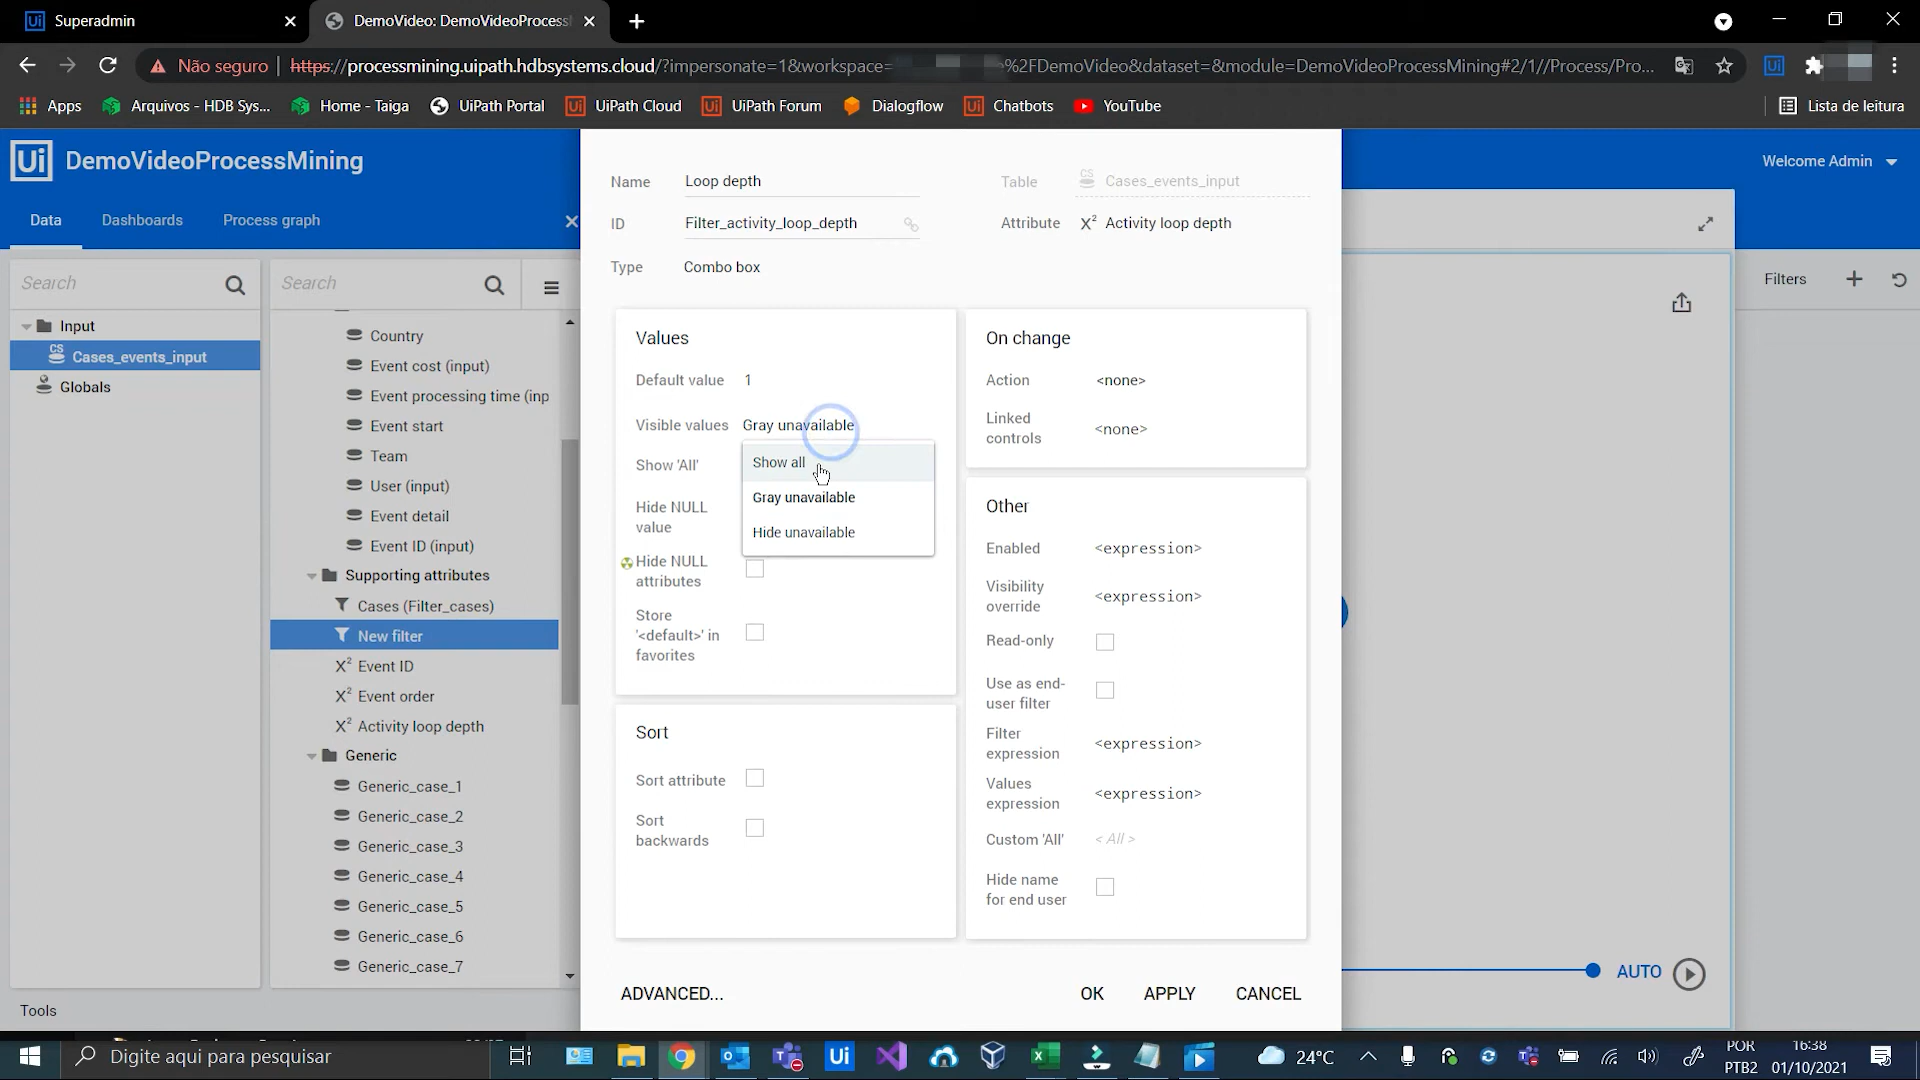 Superadmin
DemoVideo: DemoVideoProcess
Não seguro
https://processmining.uipath.hdbsystems.cloud/?impersonate=1&workspace=
%2FDemoVideo&dataset=&module=DemoVideoProcessMining#2/1//Process/Pro...
Apps
Arquivos - HDB Sy...
Home - Taiga
UiPath Portal
UiPath Cloud
UiPath Forum
Dialogflow
Chatbots
YouTube
Lista de leitura
Ui DemoVideoProcessMining
Welcome Admin
Data
Dashboards
Process graph
Search
Input
CS Cases_events_input
Globals
Search
Country
Event cost (input)
Event processing time (inp
Event start
Team
User (input)
Event detail
Event ID (input)
Supporting attributes
Cases (Filter_cases)
New filter
X² Event ID
X² Event order
X² Activity loop depth
Generic
Generic_case_1
Generic_case_2
Generic_case_3
Generic_case_4
Generic_case_5
Generic_case_6
Generic_case_7
Tools
Name Loop depth
ID Filter_activity_loop_depth
Type Combo box
Table CS Cases_events_input
Attribute X² Activity loop depth
Values
Default value 1
Visible values Gray unavailable
Show 'All'
Show all
Gray unavailable
Hide unavailable
Hide NULL
value
Hide NULL
attributes
Store
'<default>' in
favorites
Sort
Sort attribute
Sort
backwards
On change
Action <none>
Linked
controls <none>
Other
Enabled <expression>
Visibility
override <expression>
Read-only
Use as end-
user filter
Filter
expression <expression>
Values
expression <expression>
Custom 'All' < All >
Hide name
for end user
ADVANCED...
OK
APPLY
CANCEL
Filters
AUTO
Digite aqui para pesquisar
24°C
POR
PTB2
16:38
01/10/2021